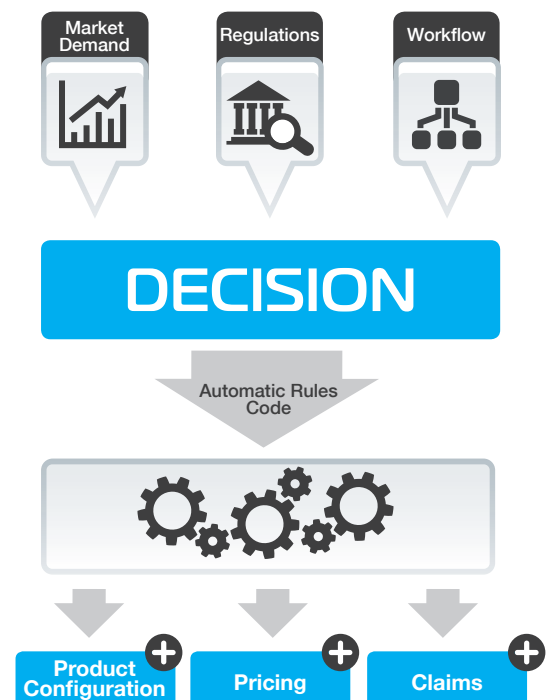 Market
Demand
Regulations
Workflow
DECISION
Automatic Rules
Code
Product
Configuration
Pricing
Claims